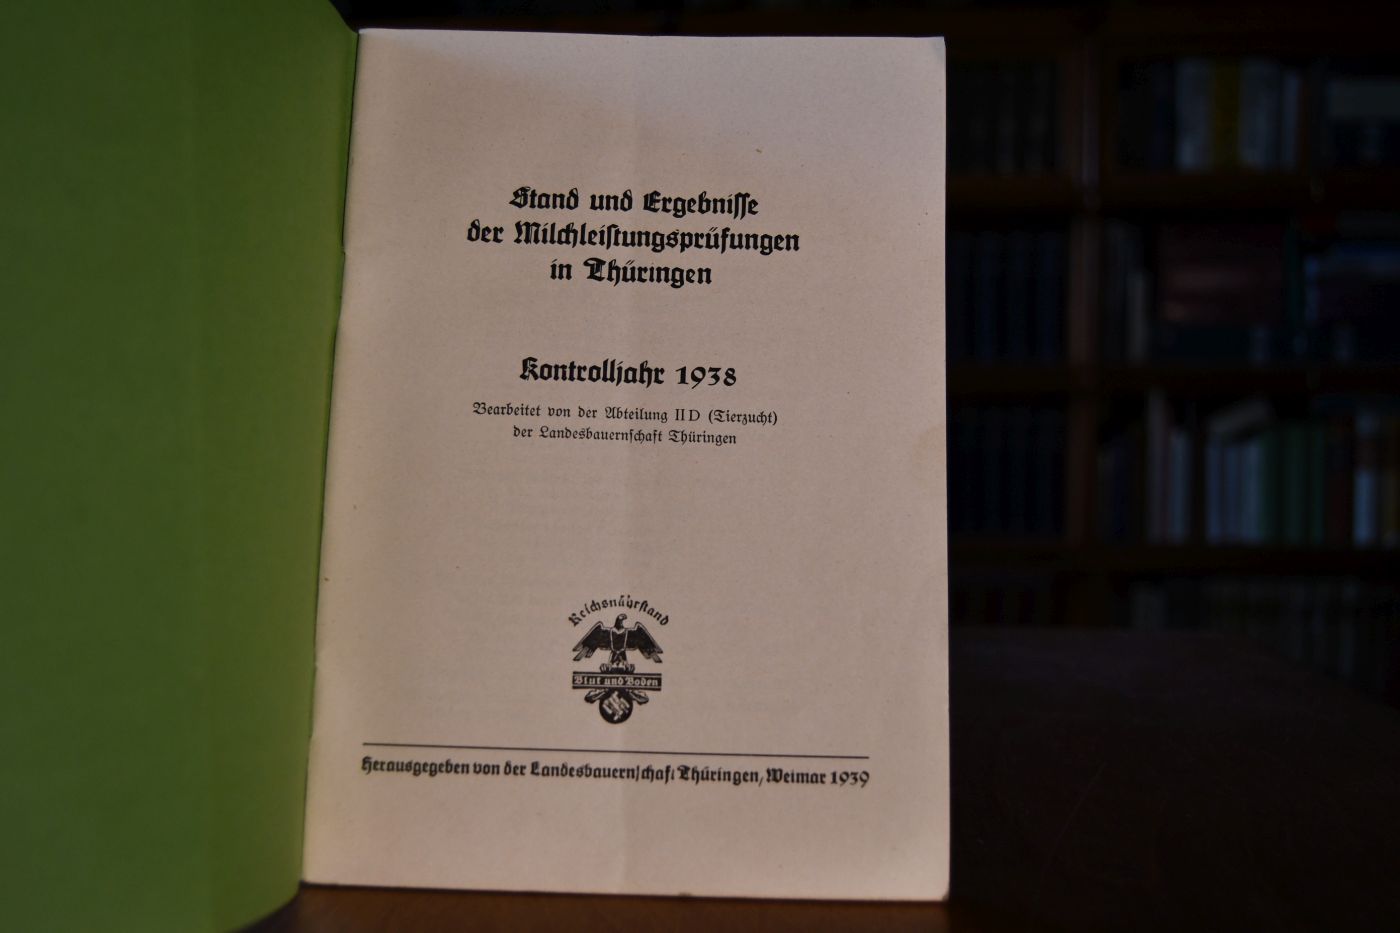 Stand und Ergebnisse
der Milchleistungsprüfungen
in Thüringen
Kontrolljahr 1938
Bearbeitet von der Abteilung II D (Tierzucht)
der Landesbauernschaft Thüringen
Reichsnährstand
Blut und Boden
Herausgegeben von der Landesbauernschaft Thüringen, Weimar 1939